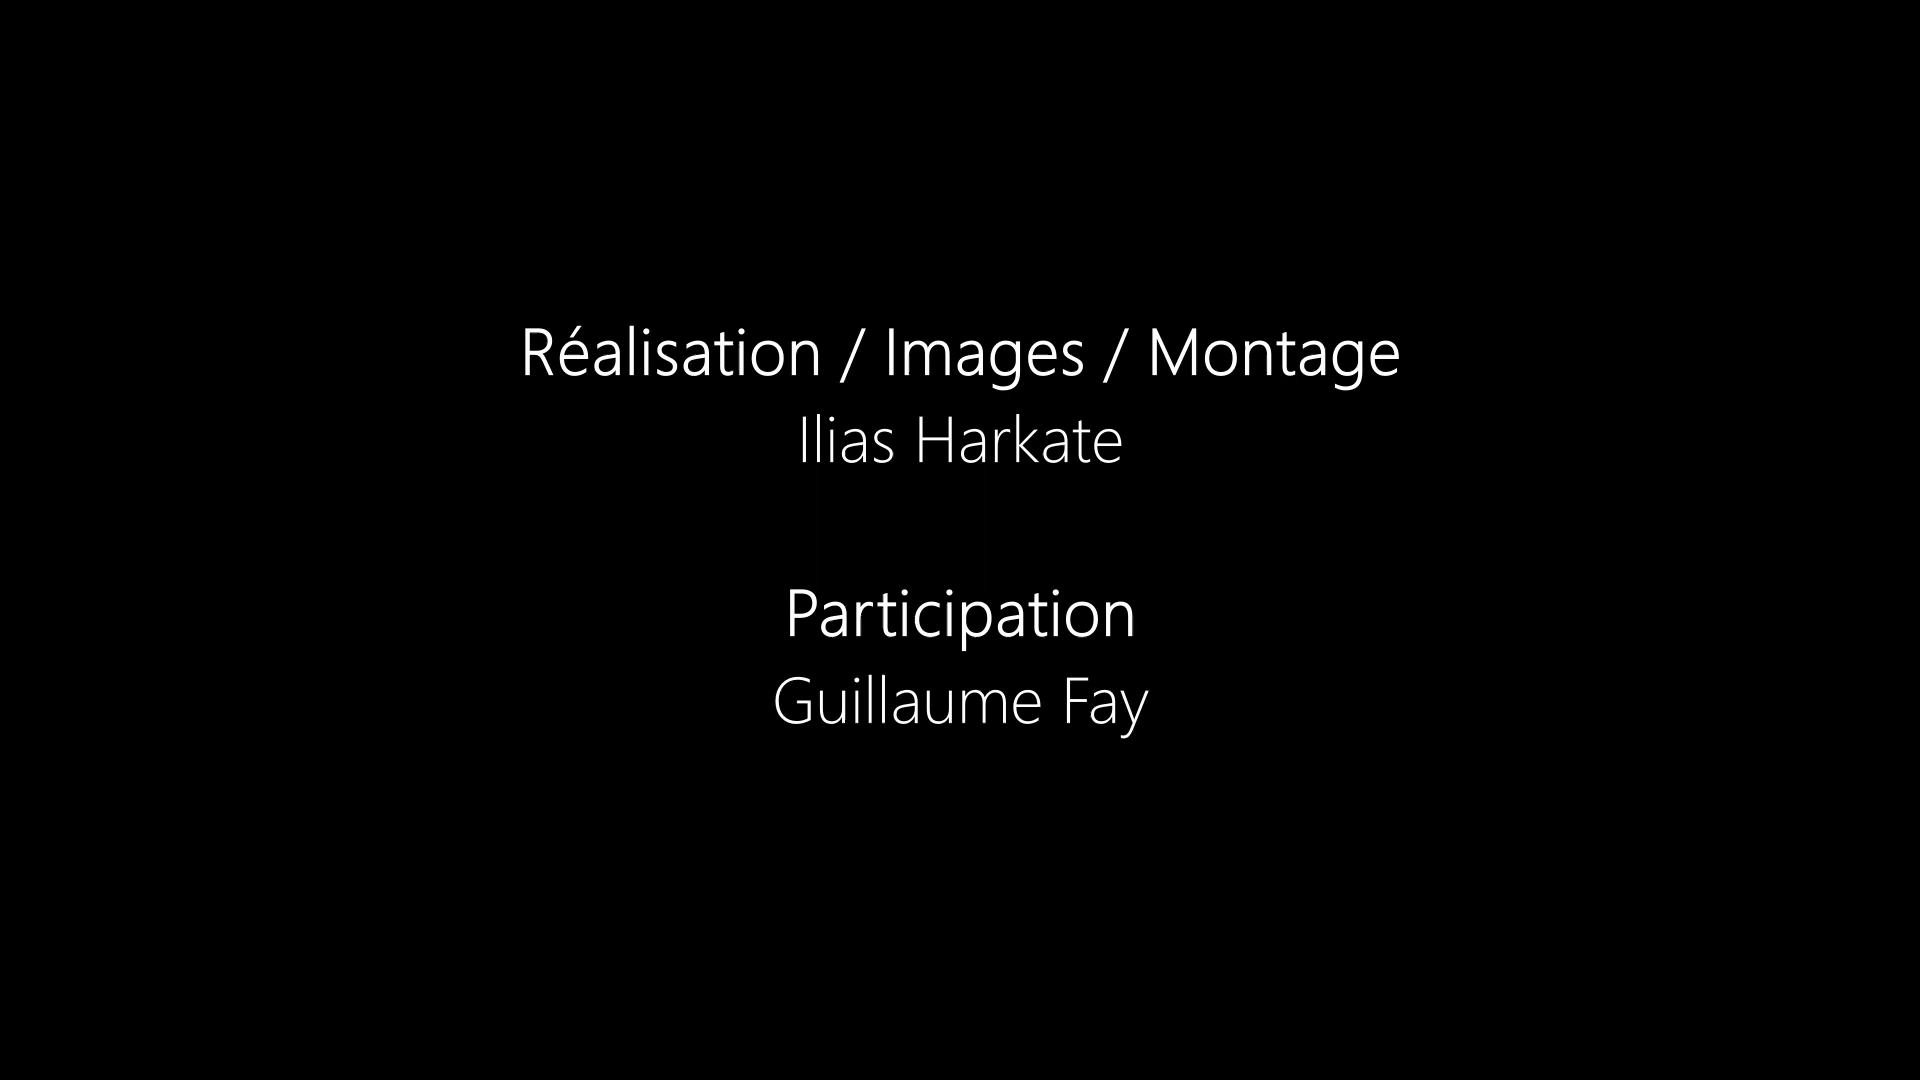 Réalisation / Images / Montage
Ilias Harkate
Participation
Guillaume Fay